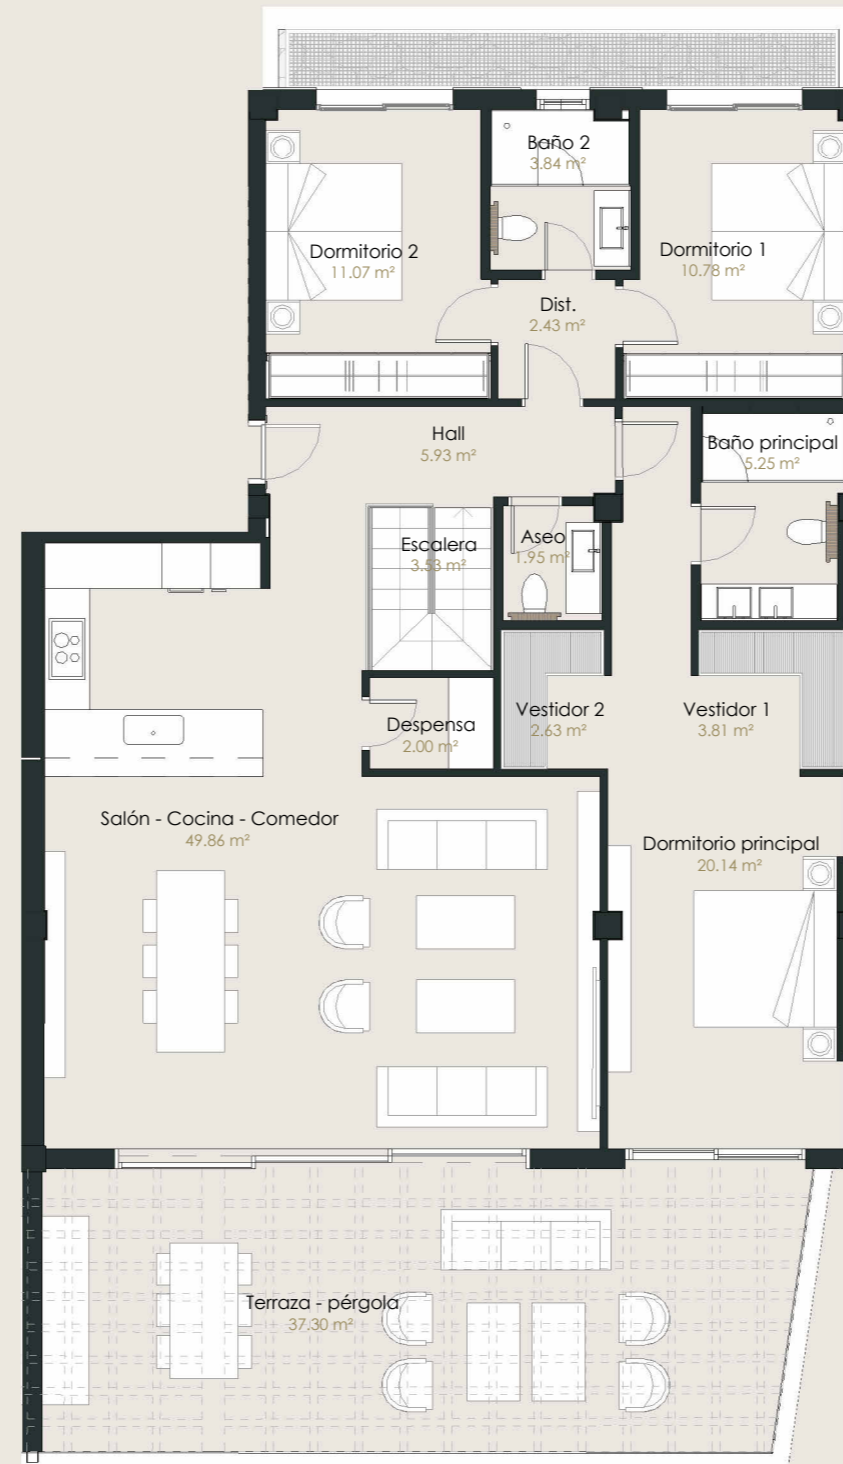 Baño 2
3.84 m²
Dormitorio 2
11.07 m²
Dormitorio 1
10.78 m²
Dist.
2.43 m²
Hall
5.93 m²
Baño principal
5.25 m²
Escalera
3.53 m²
Aseo
1.95 m²
Vestidor 2
2.63 m²
Vestidor 1
3.81 m²
Despensa
2.00 m²
Salón - Cocina - Comedor
49.86 m²
Dormitorio principal
20.14 m²
Terraza - pérgola
37.30 m²